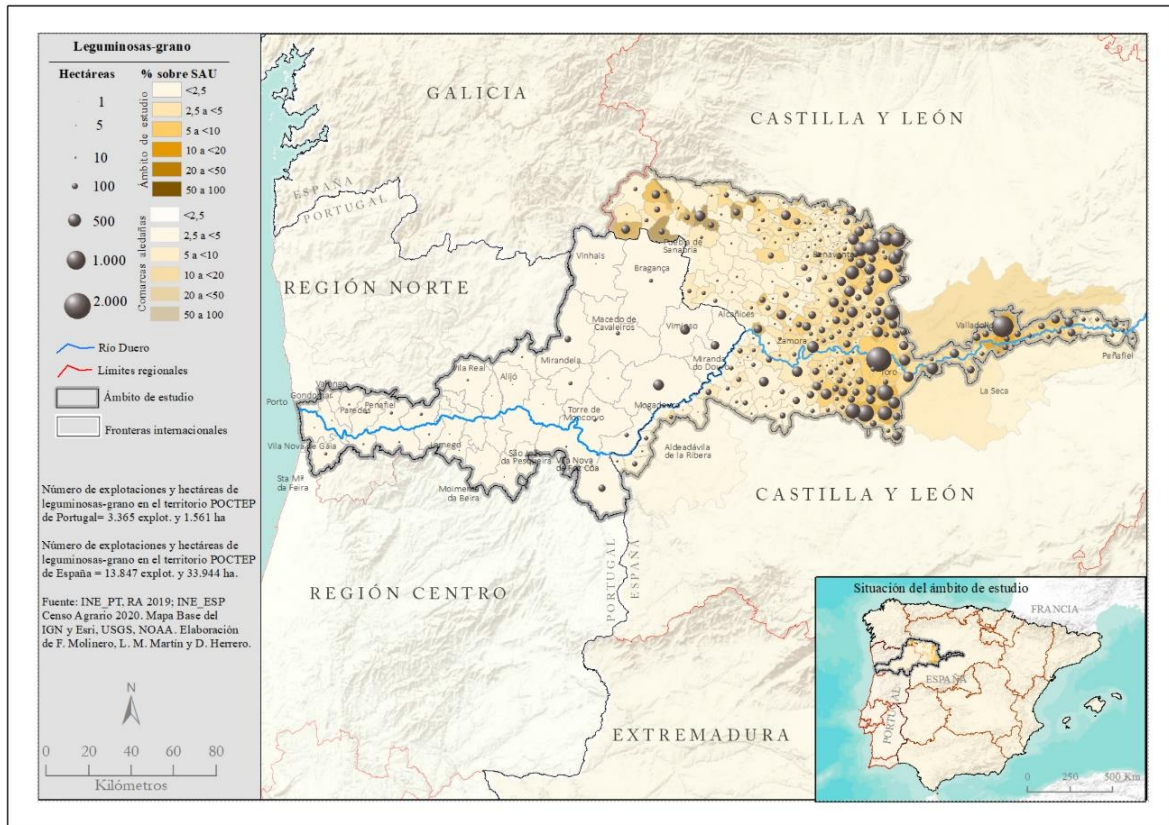 Leguminosas-grano
Hectáreas
% sobre SAU
1
5
10
100
500
1.000
2.000
Ámbito de estudio
<2,5
2,5 a <5
5 a <10
10 a <20
20 a <50
50 a 100
Comarcas aledañas
<2,5
2,5 a <5
5 a <10
10 a <20
20 a <50
50 a 100
Río Duero
Límites regionales
Ámbito de estudio
Fronteras internacionales
Número de explotaciones y hectáreas de
leguminosas-grano en el territorio POCTEP
de Portugal= 3.365 explot. y 1.561 ha
Número de explotaciones y hectáreas de
leguminosas-grano en el territorio POCTEP
de España = 13.847 explot. y 33.944 ha.
Fuente: INE_PT, RA 2019; INE_ESP
Censo Agrario 2020. Mapa Base del
IGN y Esri, USGS, NOAA. Elaboración
de F. Molinero, L. M. Martín y D. Herrero.
N
0 20 40 60 80
Kilómetros
GALICIA
CASTILLA Y LEÓN
ESPAÑA
PORTUGAL
REGIÓN NORTE
Puebla de
Sanabria
Benavente
Vinhais
Bragança
Alcañices
Macedo de
Cavaleiros
Vimioso
Zamora
Valladolid
Peñafiel
Mirandela
Miranda
do Douro
Toro
Vila Real
Alijó
La Seca
Valongo
Gondomar
Porto
Paredes
Penafiel
Torre de
Moncorvo
Mogadouro
Vila Nova de Gaia
Lamego
São João
da Pesqueira
Vila Nova
de Foz Côa
Aldeadávila
de la Ribera
Sta Mª
da Feira
Moimenta
da Beira
CASTILLA Y LEÓN
REGIÓN CENTRO
PORTUGAL
ESPAÑA
EXTREMADURA
Situación del ámbito de estudio
FRANCIA
ESPAÑA
PORTUGAL
0 250 500 Km